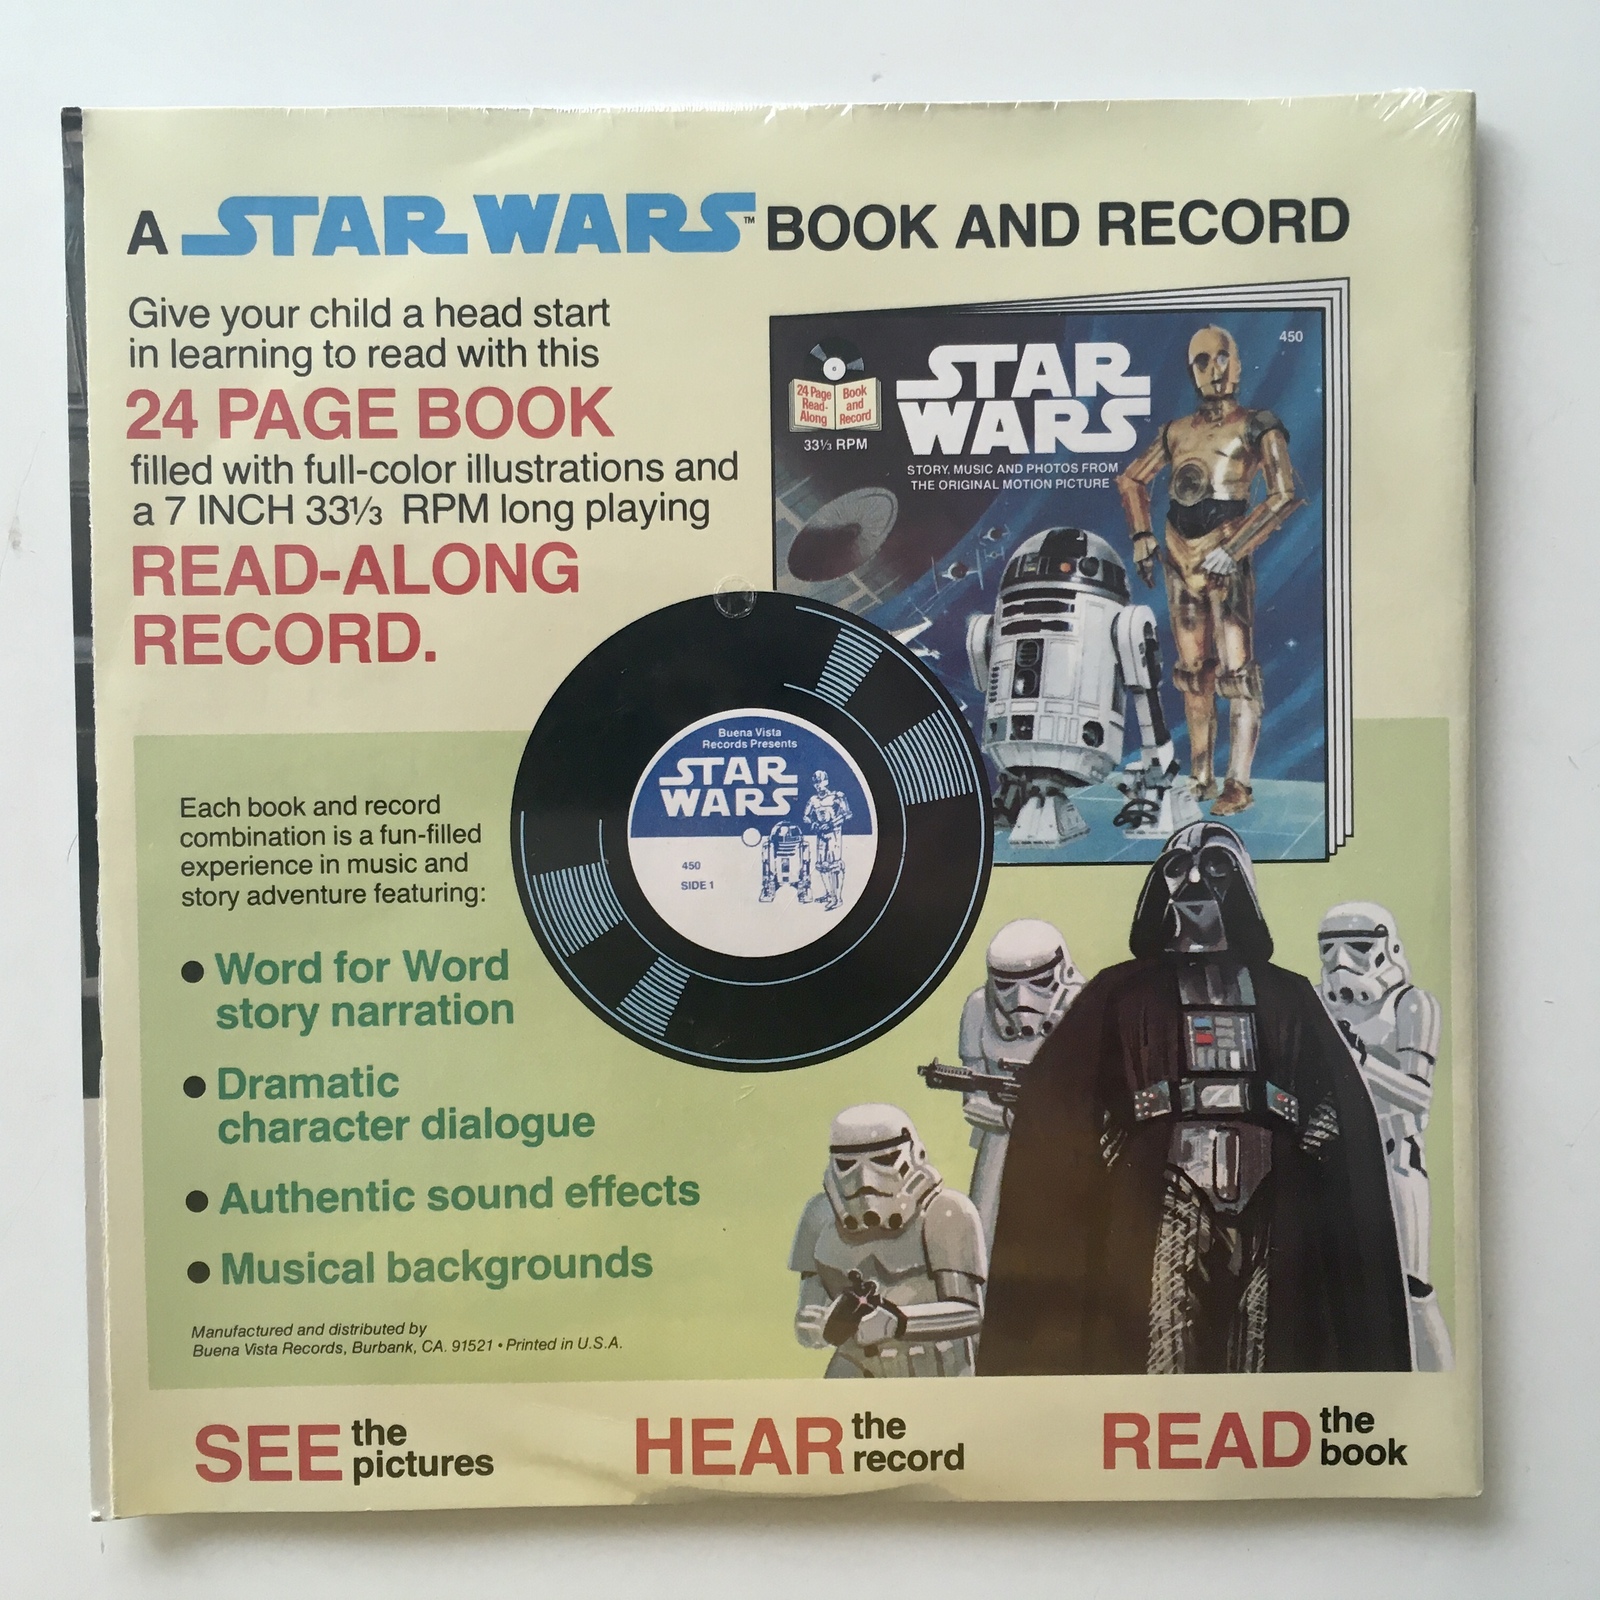 A STAR WARS™ BOOK AND RECORD
Give your child a head start
in learning to read with this
24 PAGE BOOK
filled with full-color illustrations and
a 7 INCH 33⅓ RPM long playing
READ-ALONG
RECORD.
450
STAR
WARS™
24 Page
Read-
Along
Book
and
Record
33⅓ RPM
STORY, MUSIC AND PHOTOS FROM
THE ORIGINAL MOTION PICTURE
Buena Vista
Records Presents
STAR
WARS™
450
SIDE 1
Each book and record
combination is a fun-filled
experience in music and
story adventure featuring:
● Word for Word
story narration
● Dramatic
character dialogue
● Authentic sound effects
● Musical backgrounds
Manufactured and distributed by
Buena Vista Records, Burbank, CA. 91521 • Printed in U.S.A.
SEE the
pictures
HEAR the
record
READ the
book